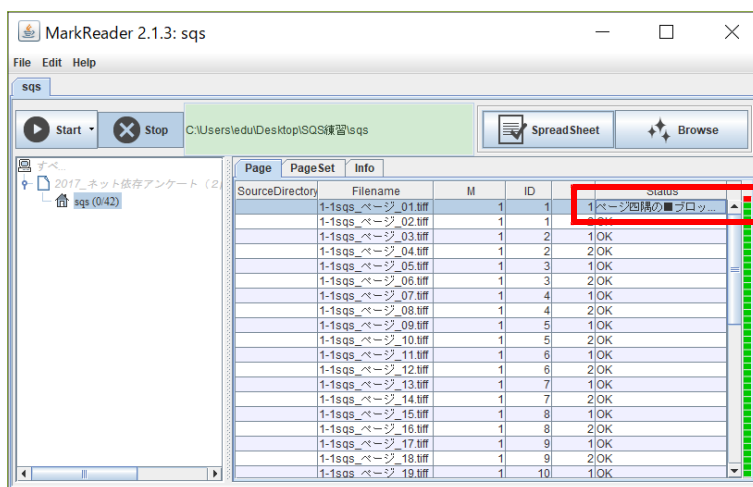 MarkReader 2.1.3: sqs
File Edit Help
sqs
Start Stop C:\Users\edu\Desktop\SQS練習\sqs SpreadSheet Browse
すべ...
2017_ネット依存アンケート（2
sqs (0/42)
Page PageSet Info
SourceDirectory Filename M ID Status
1-1sqs_ページ_01.tiff 1 1 1 ページ四隅の■ブロッ...
1-1sqs_ページ_02.tiff 1 1 2 OK
1-1sqs_ページ_03.tiff 1 2 1 OK
1-1sqs_ページ_04.tiff 1 2 2 OK
1-1sqs_ページ_05.tiff 1 3 1 OK
1-1sqs_ページ_06.tiff 1 3 2 OK
1-1sqs_ページ_07.tiff 1 4 1 OK
1-1sqs_ページ_08.tiff 1 4 2 OK
1-1sqs_ページ_09.tiff 1 5 1 OK
1-1sqs_ページ_10.tiff 1 5 2 OK
1-1sqs_ページ_11.tiff 1 6 1 OK
1-1sqs_ページ_12.tiff 1 6 2 OK
1-1sqs_ページ_13.tiff 1 7 1 OK
1-1sqs_ページ_14.tiff 1 7 2 OK
1-1sqs_ページ_15.tiff 1 8 1 OK
1-1sqs_ページ_16.tiff 1 8 2 OK
1-1sqs_ページ_17.tiff 1 9 1 OK
1-1sqs_ページ_18.tiff 1 9 2 OK
1-1sqs_ページ_19.tiff 1 10 1 OK